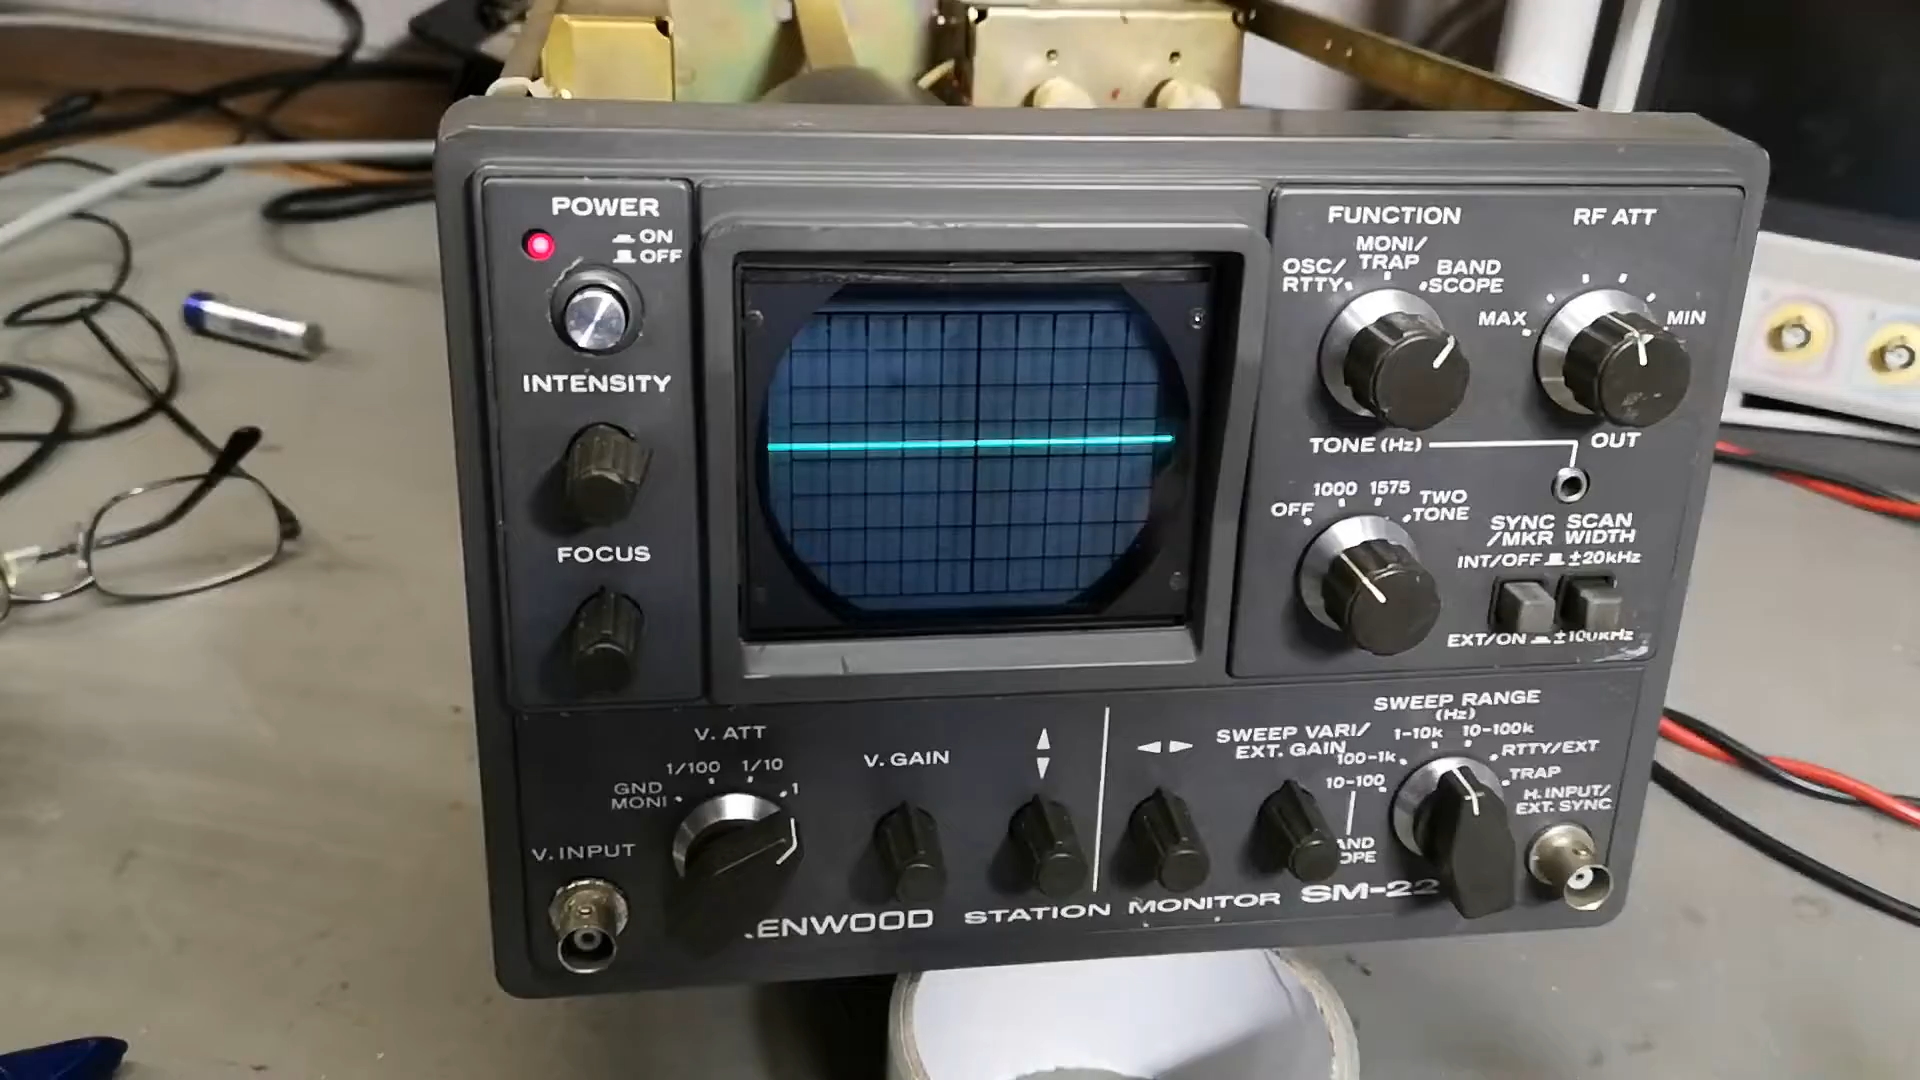 POWER
ON
OFF
INTENSITY
FOCUS
FUNCTION
OSC/
RTTY
MONI/
TRAP
BAND
SCOPE
RF ATT
MAX
MIN
TONE (Hz)
OUT
OFF
1000
1575
TWO
TONE
SYNC
/MKR
SCAN
WIDTH
INT/OFF
±20kHz
EXT/ON
±100kHz
V. ATT
GND
MONI
1/100
1/10
1
V. INPUT
V. GAIN
SWEEP VARI/
EXT. GAIN
SWEEP RANGE
(Hz)
10-100
100-1k
1-10k
10-100k
RTTY/EXT
TRAP
H. INPUT/
EXT. SYNC
AND
OPE
ENWOOD STATION MONITOR SM-22